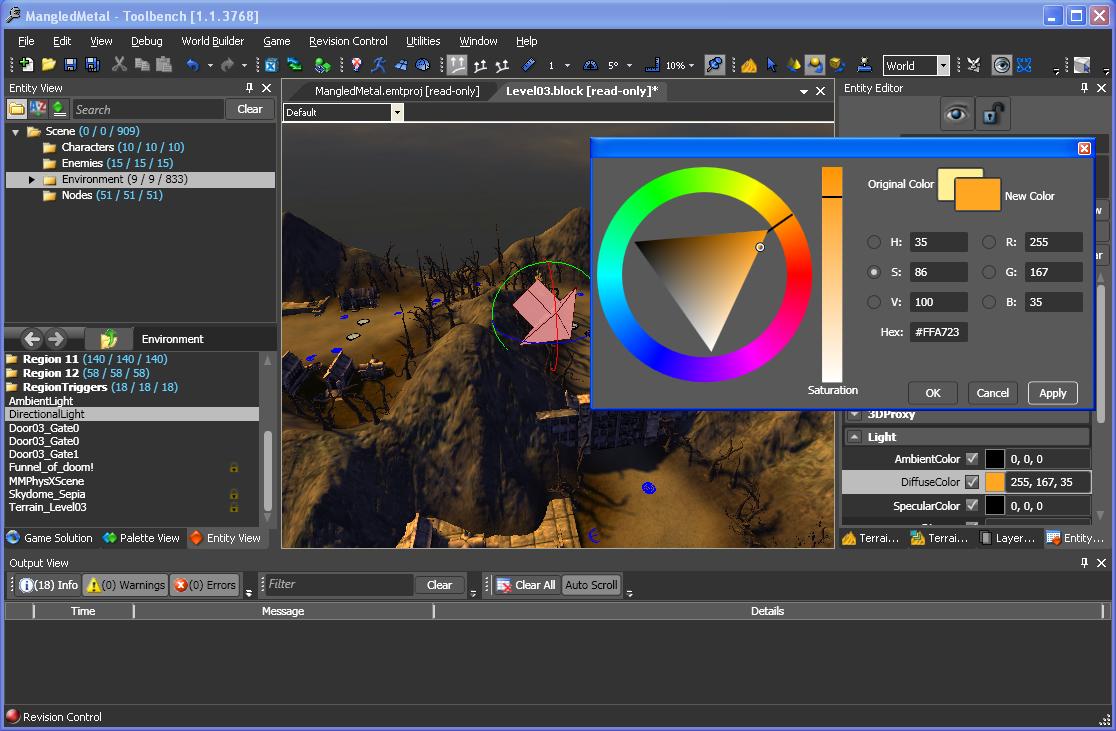 MangledMetal - Toolbench [1.1.3768]
File Edit View Debug World Builder Game Revision Control Utilities Window Help
1 5° 10% World
Entity View
Search Clear
Scene (0 / 0 / 909)
Characters (10 / 10 / 10)
Enemies (15 / 15 / 15)
Environment (9 / 9 / 833)
Nodes (51 / 51 / 51)
Environment
Region 11 (140 / 140 / 140)
Region 12 (58 / 58 / 58)
RegionTriggers (18 / 18 / 18)
AmbientLight
DirectionalLight
Door03_Gate0
Door03_Gate0
Door03_Gate1
Funnel_of_doom!
MMPhysXScene
Skydome_Sepia
Terrain_Level03
Game Solution Palette View Entity View
MangledMetal.emtproj [read-only] Level03.block [read-only]*
Default
Entity Editor
Original Color New Color
H: 35 R: 255
S: 86 G: 167
V: 100 B: 35
Hex: #FFA723
Saturation OK Cancel Apply
3DProxy
Light
AmbientColor 0, 0, 0
DiffuseColor 255, 167, 35
SpecularColor 0, 0, 0
Terrai... Terrai... Layer... Entity...
Output View
(18) Info (0) Warnings (0) Errors Filter Clear Clear All Auto Scroll
Time Message Details
Revision Control